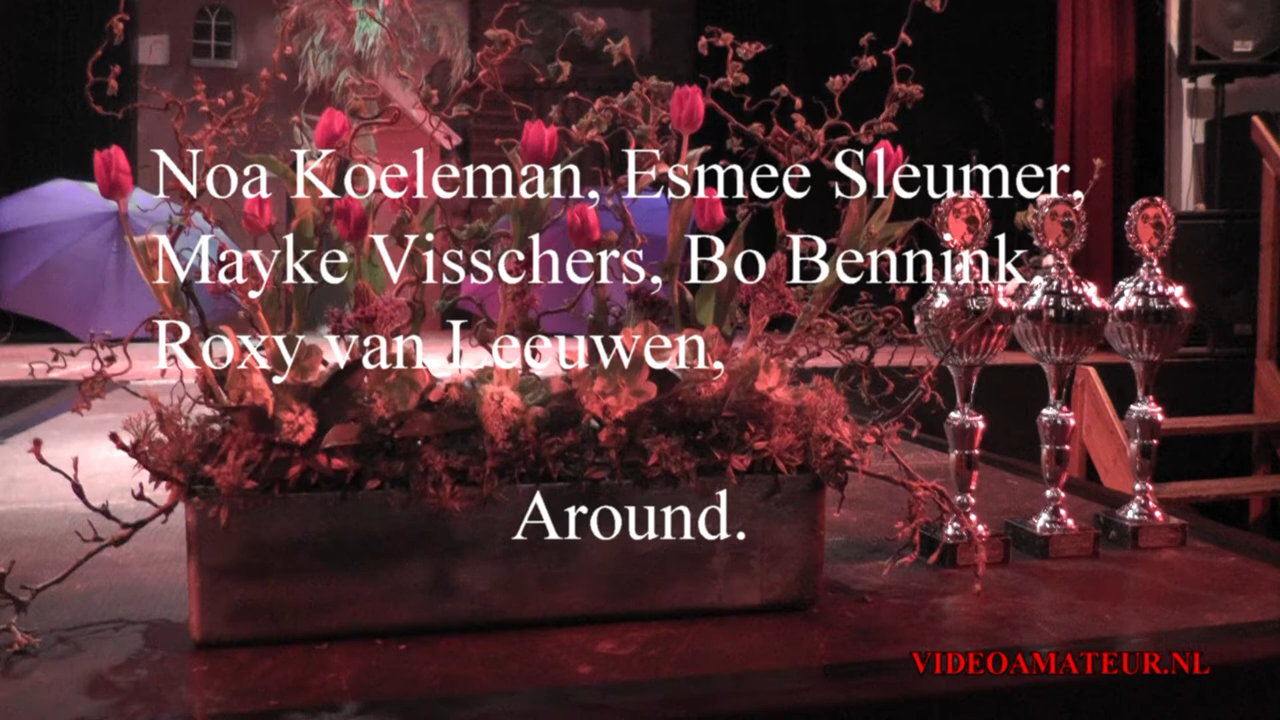 Noa Koeleman, Esmee Sleumer,
Mayke Visschers, Bo Bennink,
Roxy van Leeuwen,
Around.
VIDEOAMATEUR.NL